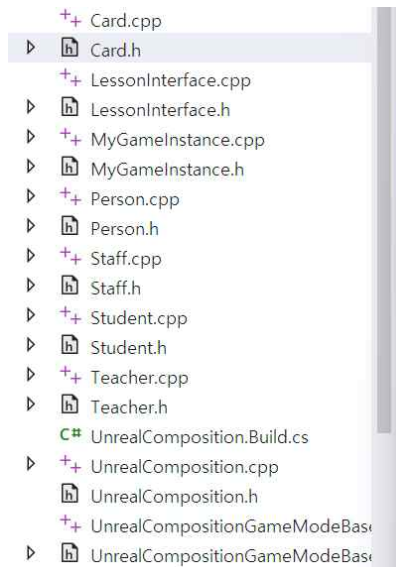 ++ Card.cpp
Card.h
++ LessonInterface.cpp
LessonInterface.h
++ MyGameInstance.cpp
MyGameInstance.h
++ Person.cpp
Person.h
++ Staff.cpp
Staff.h
++ Student.cpp
Student.h
++ Teacher.cpp
Teacher.h
C# UnrealComposition.Build.cs
++ UnrealComposition.cpp
UnrealComposition.h
++ UnrealCompositionGameModeBase
UnrealCompositionGameModeBase